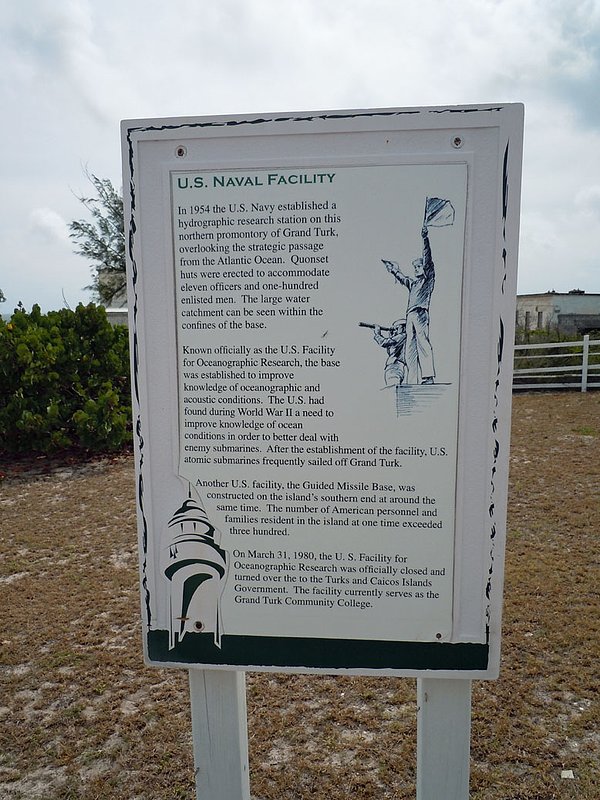 U.S. Naval Facility
In 1954 the U.S. Navy established a
hydrographic research station on this
northern promontory of Grand Turk,
overlooking the strategic passage
from the Atlantic Ocean. Quonset
huts were erected to accommodate
eleven officers and one-hundred
enlisted men. The large water
catchment can be seen within the
confines of the base.
Known officially as the U.S. Facility
for Oceanographic Research, the base
was established to improve
knowledge of oceanographic and
acoustic conditions. The U.S. had
found during World War II a need to
improve knowledge of ocean
conditions in order to better deal with
enemy submarines. After the establishment of the facility, U.S.
atomic submarines frequently sailed off Grand Turk.
Another U.S. facility, the Guided Missile Base, was
constructed on the island's southern end at around the
same time. The number of American personnel and
families resident in the island at one time exceeded
three hundred.
On March 31, 1980, the U. S. Facility for
Oceanographic Research was officially closed and
turned over the to the Turks and Caicos Islands
Government. The facility currently serves as the
Grand Turk Community College.